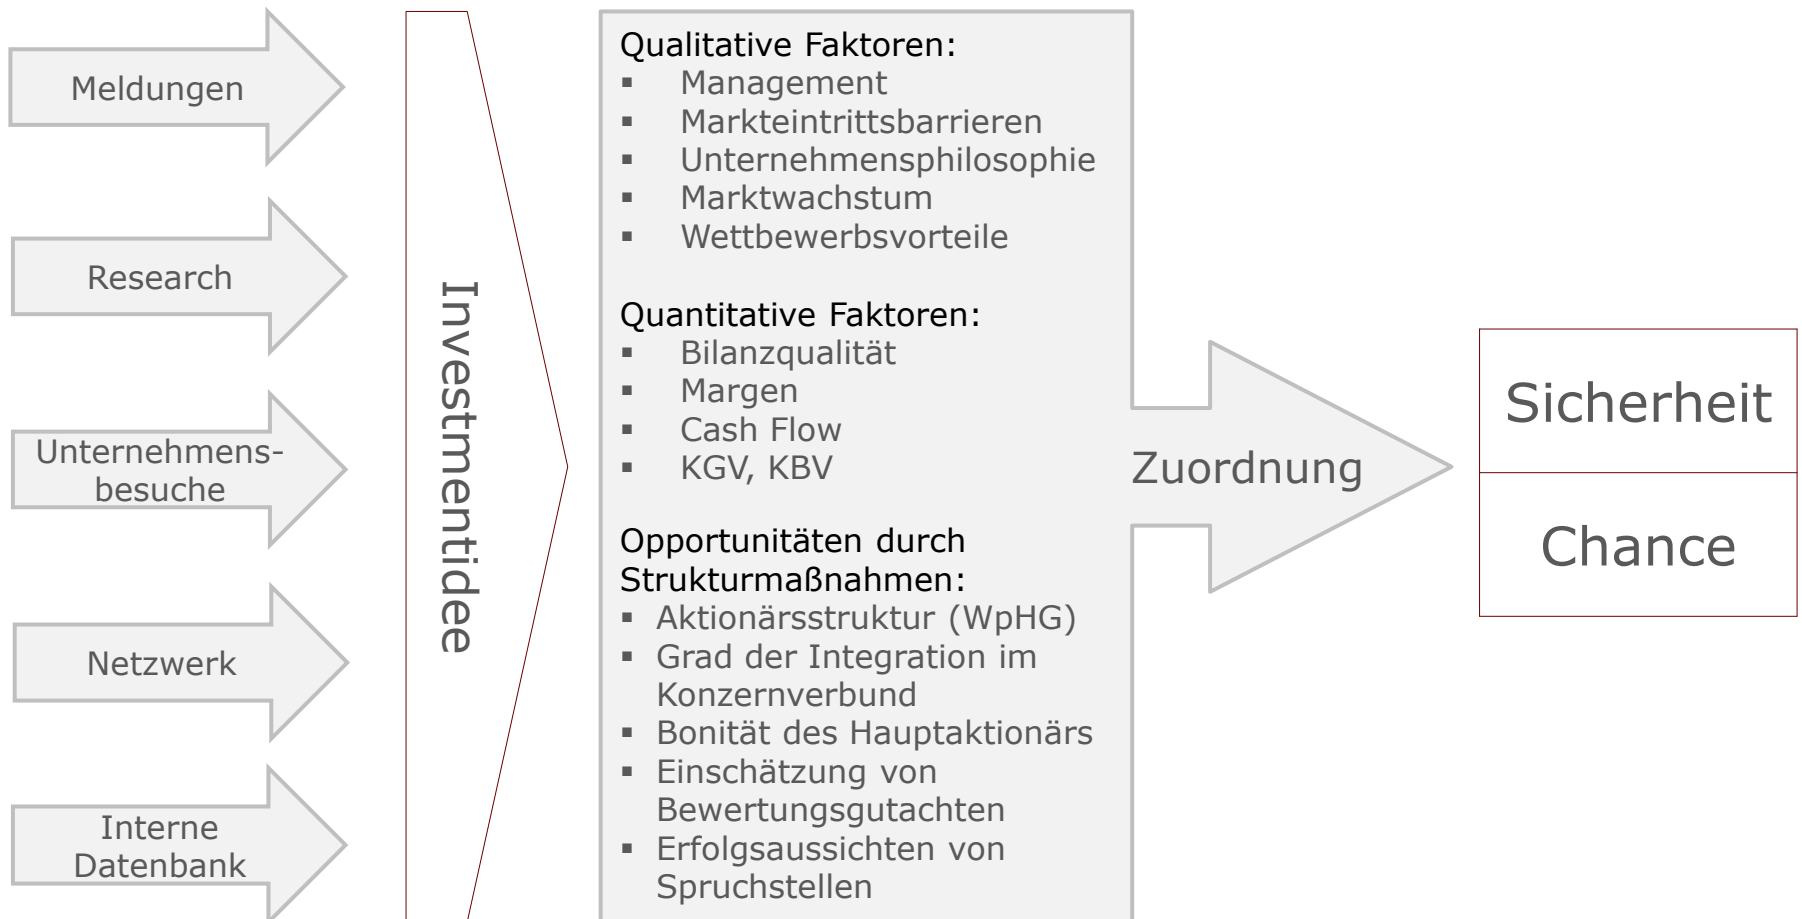 Meldungen
Research
Unternehmens-
besuche
Netzwerk
Interne
Datenbank
Investmentidee
Qualitative Faktoren:
▪ Management
▪ Markteintrittsbarrieren
▪ Unternehmensphilosophie
▪ Marktwachstum
▪ Wettbewerbsvorteile
Quantitative Faktoren:
▪ Bilanzqualität
▪ Margen
▪ Cash Flow
▪ KGV, KBV
Opportunitäten durch
Strukturmaßnahmen:
▪ Aktionärsstruktur (WpHG)
▪ Grad der Integration im
Konzernverbund
▪ Bonität des Hauptaktionärs
▪ Einschätzung von
Bewertungsgutachten
▪ Erfolgsaussichten von
Spruchstellen
Zuordnung
Sicherheit
Chance